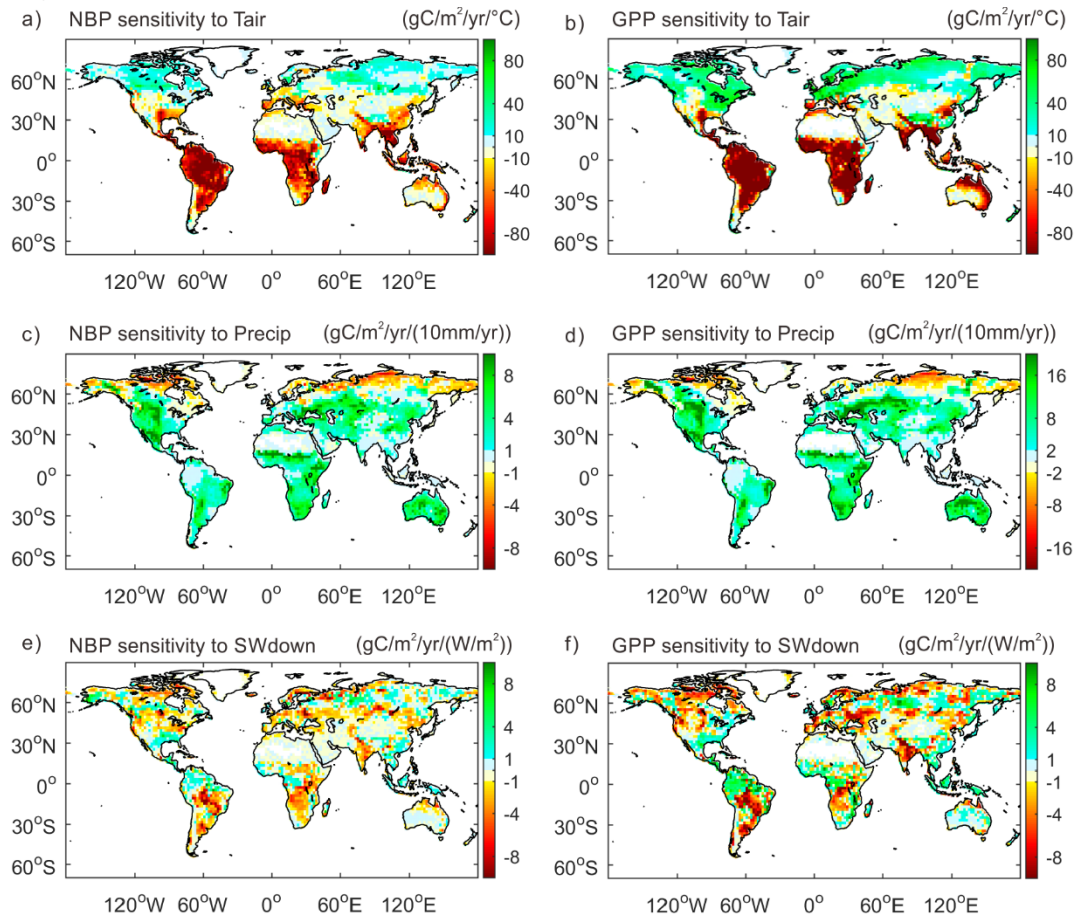 a) NBP sensitivity to Tair (gC/m²/yr/°C)
b) GPP sensitivity to Tair (gC/m²/yr/°C)
60°N
30°N
0°
30°S
60°S
120°W 60°W 0° 60°E 120°E
80
40
10
-10
-40
-80
60°N
30°N
0°
30°S
60°S
120°W 60°W 0° 60°E 120°E
80
40
10
-10
-40
-80
c) NBP sensitivity to Precip (gC/m²/yr/(10mm/yr))
d) GPP sensitivity to Precip (gC/m²/yr/(10mm/yr))
60°N
30°N
0°
30°S
60°S
120°W 60°W 0° 60°E 120°E
8
4
1
-1
-4
-8
60°N
30°N
0°
30°S
60°S
120°W 60°W 0° 60°E 120°E
16
8
2
-2
-8
-16
e) NBP sensitivity to SWdown (gC/m²/yr/(W/m²))
f) GPP sensitivity to SWdown (gC/m²/yr/(W/m²))
60°N
30°N
0°
30°S
60°S
120°W 60°W 0° 60°E 120°E
8
4
1
-1
-4
-8
60°N
30°N
0°
30°S
60°S
120°W 60°W 0° 60°E 120°E
8
4
1
-1
-4
-8